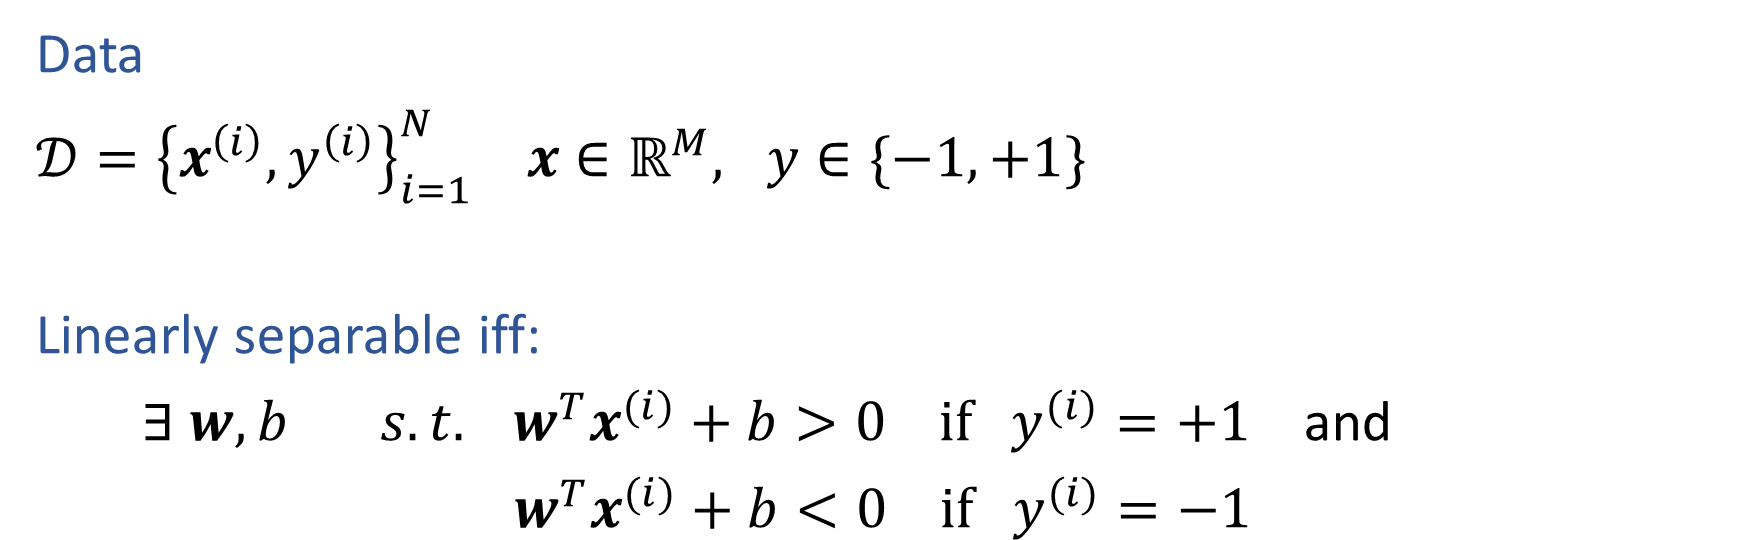 Data
𝒟 = {𝒙⁽ⁱ⁾, y⁽ⁱ⁾}ᵢ₌₁ᴺ 𝒙 ∈ ℝᴹ, y ∈ {−1, +1}
Linearly separable iff:
∃ 𝒘, b s.t. 𝒘ᵀ𝒙⁽ⁱ⁾ + b > 0 if y⁽ⁱ⁾ = +1 and
𝒘ᵀ𝒙⁽ⁱ⁾ + b < 0 if y⁽ⁱ⁾ = −1